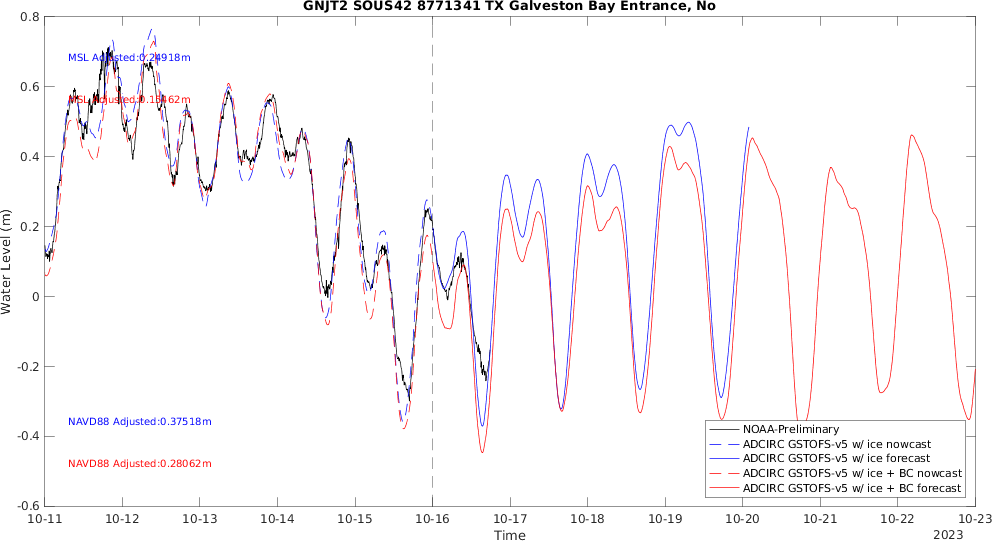 GNJT2 SOUS42 8771341 TX Galveston Bay Entrance, No
0.8
0.6
0.4
0.2
0
-0.2
-0.4
-0.6
Water Level (m)
MSL Adjusted:0.24918m
MSL Adjusted:0.15462m
NAVD88 Adjusted:0.37518m
NAVD88 Adjusted:0.28062m
NOAA-Preliminary
ADCIRC GSTOFS-v5 w/ ice nowcast
ADCIRC GSTOFS-v5 w/ ice forecast
ADCIRC GSTOFS-v5 w/ ice + BC nowcast
ADCIRC GSTOFS-v5 w/ ice + BC forecast
10-11 10-12 10-13 10-14 10-15 10-16 10-17 10-18 10-19 10-20 10-21 10-22 10-23
Time
2023